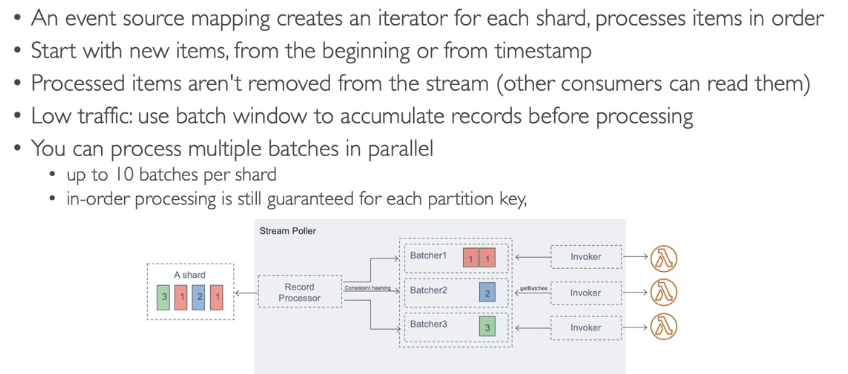 • An event source mapping creates an iterator for each shard, processes items in order
• Start with new items, from the beginning or from timestamp
• Processed items aren't removed from the stream (other consumers can read them)
• Low traffic: use batch window to accumulate records before processing
• You can process multiple batches in parallel
• up to 10 batches per shard
• in-order processing is still guaranteed for each partition key,
Stream Poller
A shard
3 1 2 1
Record
Processor
Consistent hashing
Batcher1
1 1
Batcher2
2
Batcher3
3
getBatches
Invoker
Invoker
Invoker